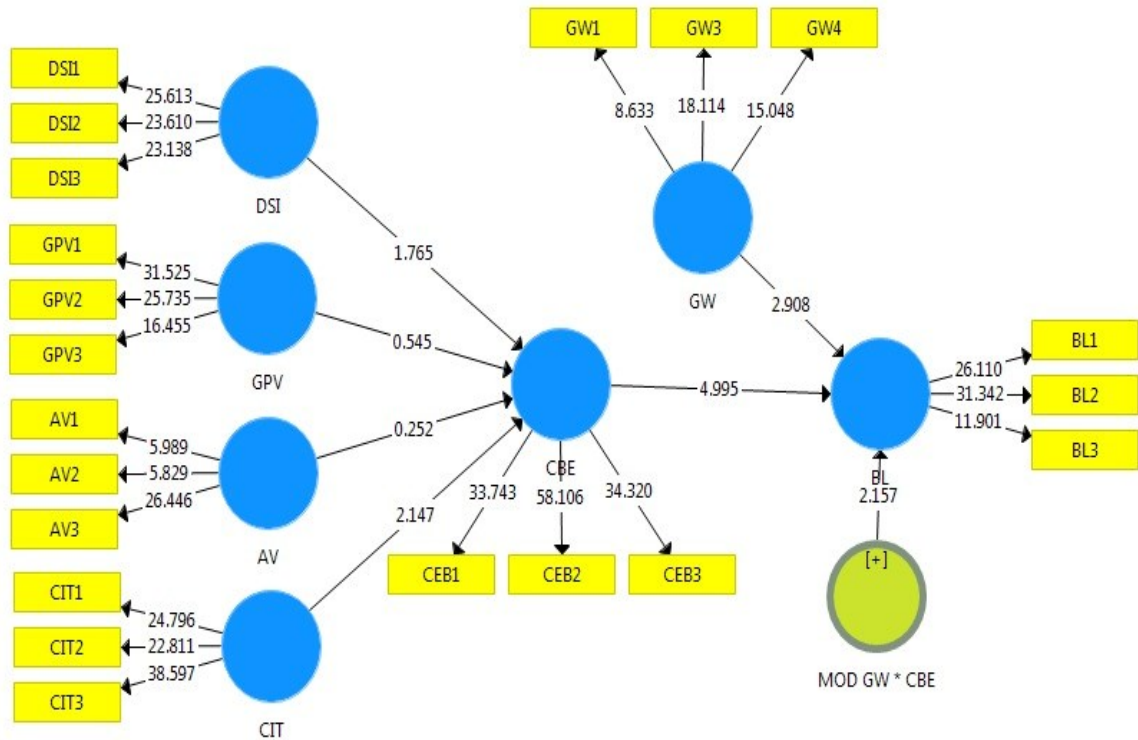 GW1
GW3
GW4
8.633
18.114
15.048
GW
2.908
DSI1
DSI2
DSI3
25.613
23.610
23.138
DSI
1.765
GPV1
GPV2
GPV3
31.525
25.735
16.455
GPV
0.545
AV1
AV2
AV3
5.989
5.829
26.446
AV
0.252
CIT1
CIT2
CIT3
24.796
22.811
38.597
CIT
2.147
CBE
33.743
58.106
34.320
CEB1
CEB2
CEB3
4.995
BL
26.110
31.342
11.901
BL1
BL2
BL3
2.157
[+]
MOD GW * CBE